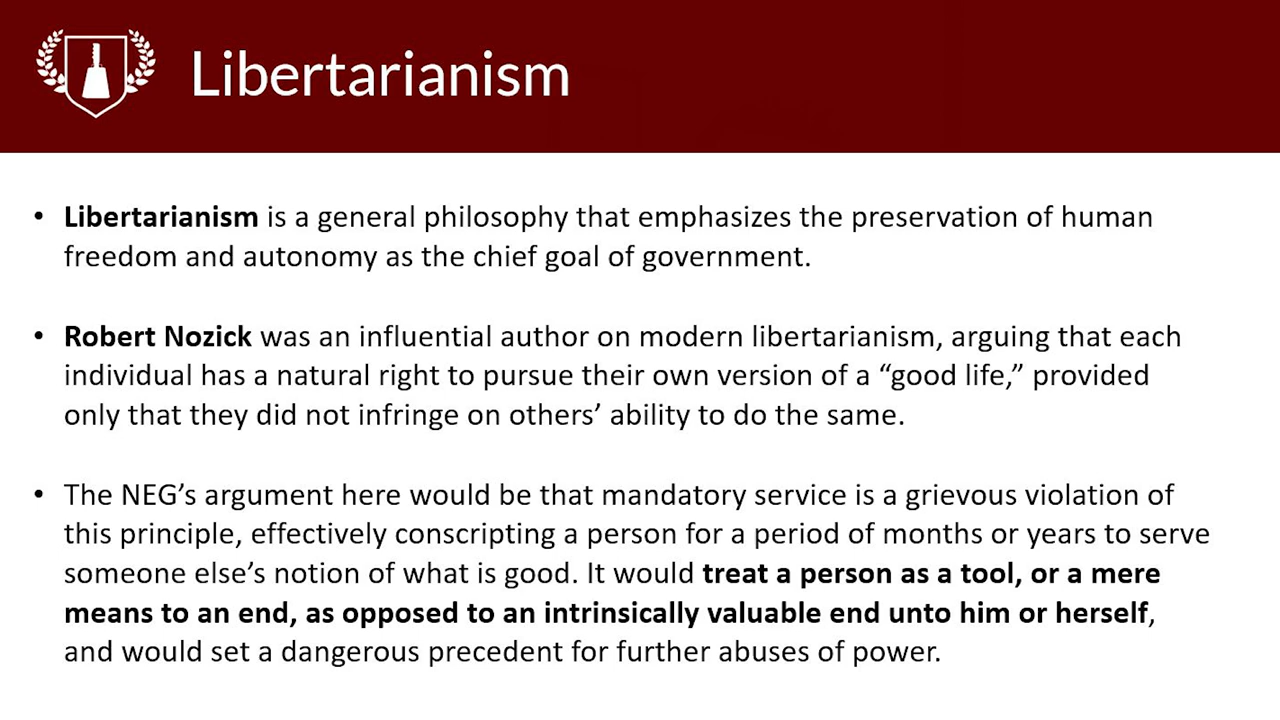 Libertarianism
• Libertarianism is a general philosophy that emphasizes the preservation of human
freedom and autonomy as the chief goal of government.
• Robert Nozick was an influential author on modern libertarianism, arguing that each
individual has a natural right to pursue their own version of a “good life,” provided
only that they did not infringe on others’ ability to do the same.
• The NEG’s argument here would be that mandatory service is a grievous violation of
this principle, effectively conscripting a person for a period of months or years to serve
someone else’s notion of what is good. It would treat a person as a tool, or a mere
means to an end, as opposed to an intrinsically valuable end unto him or herself,
and would set a dangerous precedent for further abuses of power.